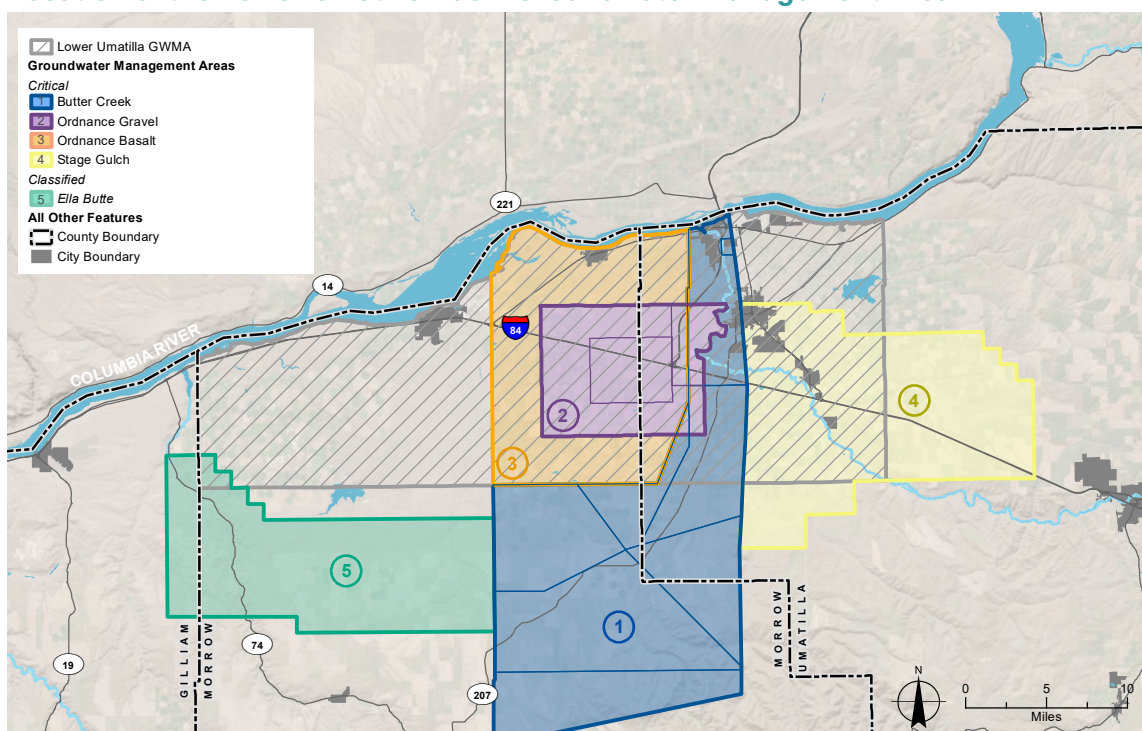 Lower Umatilla GWMA
Groundwater Management Areas
Critical
1 Butter Creek
2 Ordnance Gravel
3 Ordnance Basalt
4 Stage Gulch
Classified
5 Ella Butte
All Other Features
County Boundary
City Boundary
221
14
COLUMBIA RIVER
84
2
4
3
5
1
GILLIAM
MORROW
MORROW
UMATILLA
74
19
207
N
0 5 10
Miles